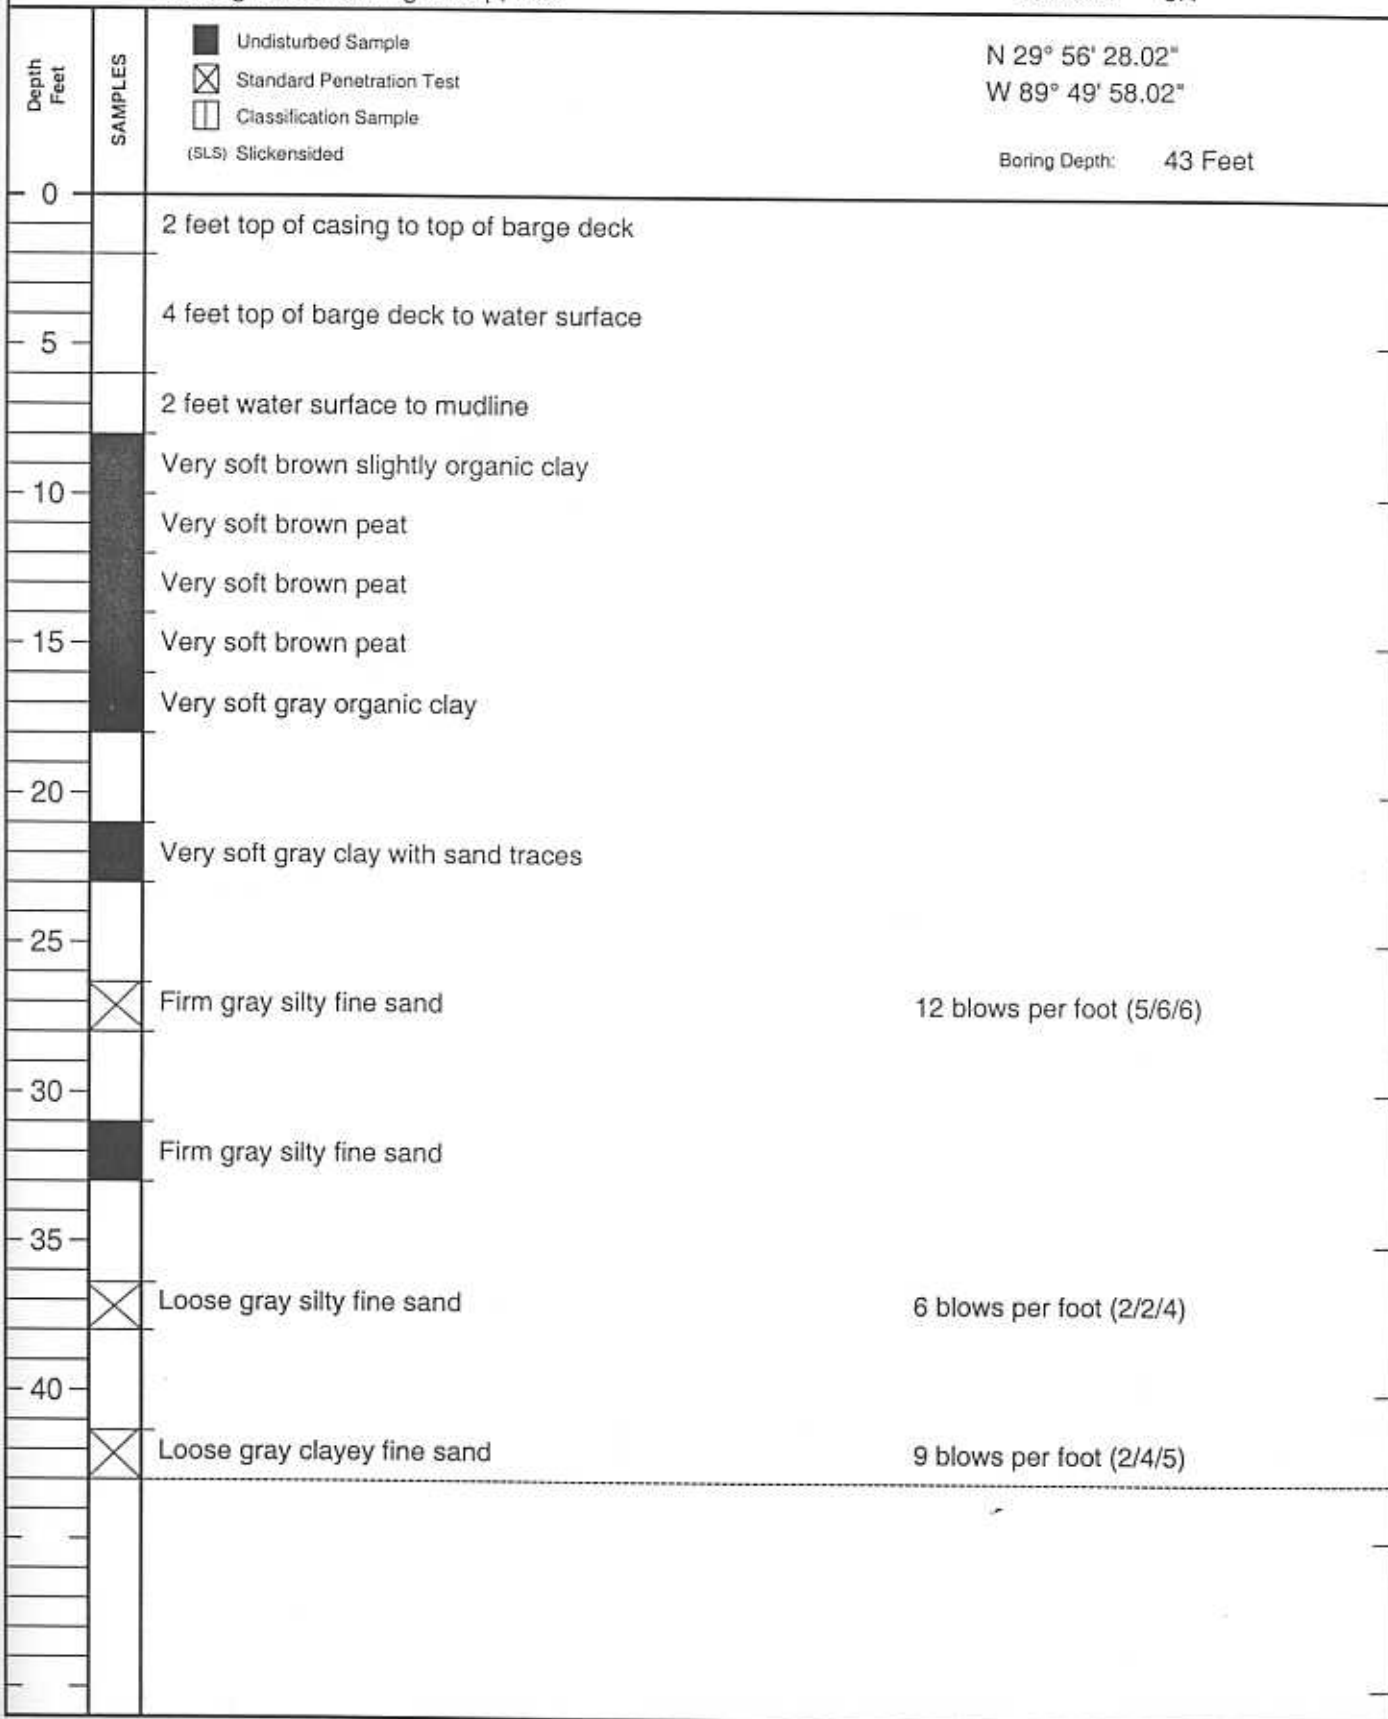 Depth
Feet
SAMPLES
Undisturbed Sample
Standard Penetration Test
Classification Sample
(SLS) Slickensided
N 29° 56' 28.02"
W 89° 49' 58.02"
Boring Depth: 43 Feet
0
2 feet top of casing to top of barge deck
4 feet top of barge deck to water surface
5
2 feet water surface to mudline
Very soft brown slightly organic clay
10
Very soft brown peat
Very soft brown peat
15 Very soft brown peat
Very soft gray organic clay
20
Very soft gray clay with sand traces
25
Firm gray silty fine sand 12 blows per foot (5/6/6)
30
Firm gray silty fine sand
35
Loose gray silty fine sand 6 blows per foot (2/2/4)
40
Loose gray clayey fine sand 9 blows per foot (2/4/5)